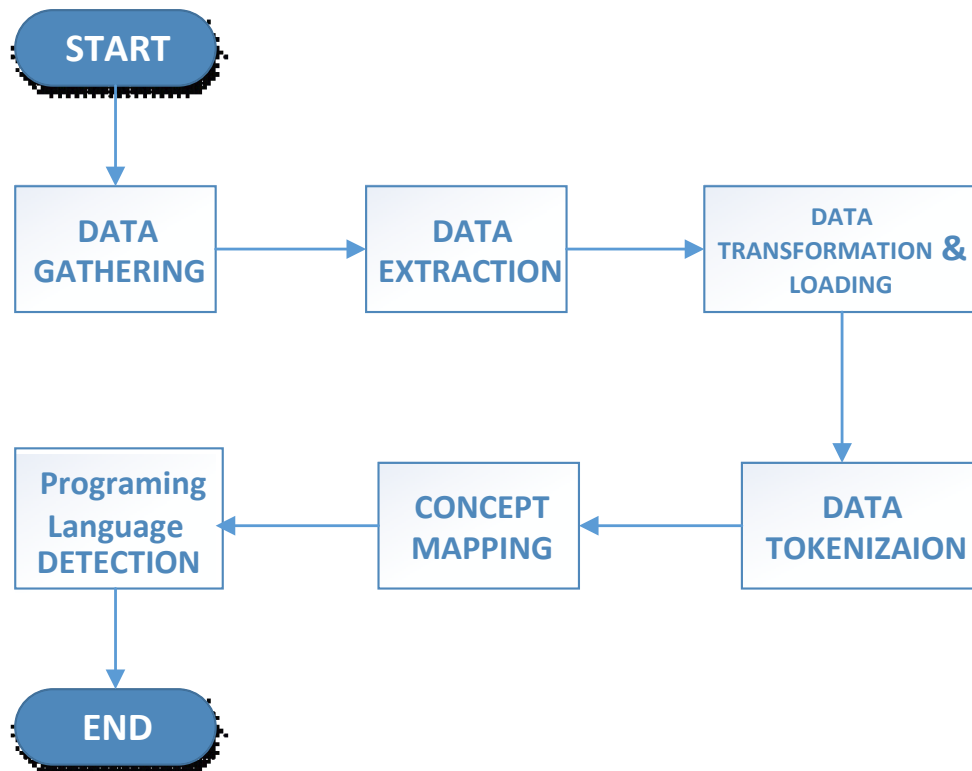 START
DATA
GATHERING
DATA
EXTRACTION
DATA
TRANSFORMATION &
LOADING
DATA
TOKENIZAION
CONCEPT
MAPPING
Programing
Language
DETECTION
END